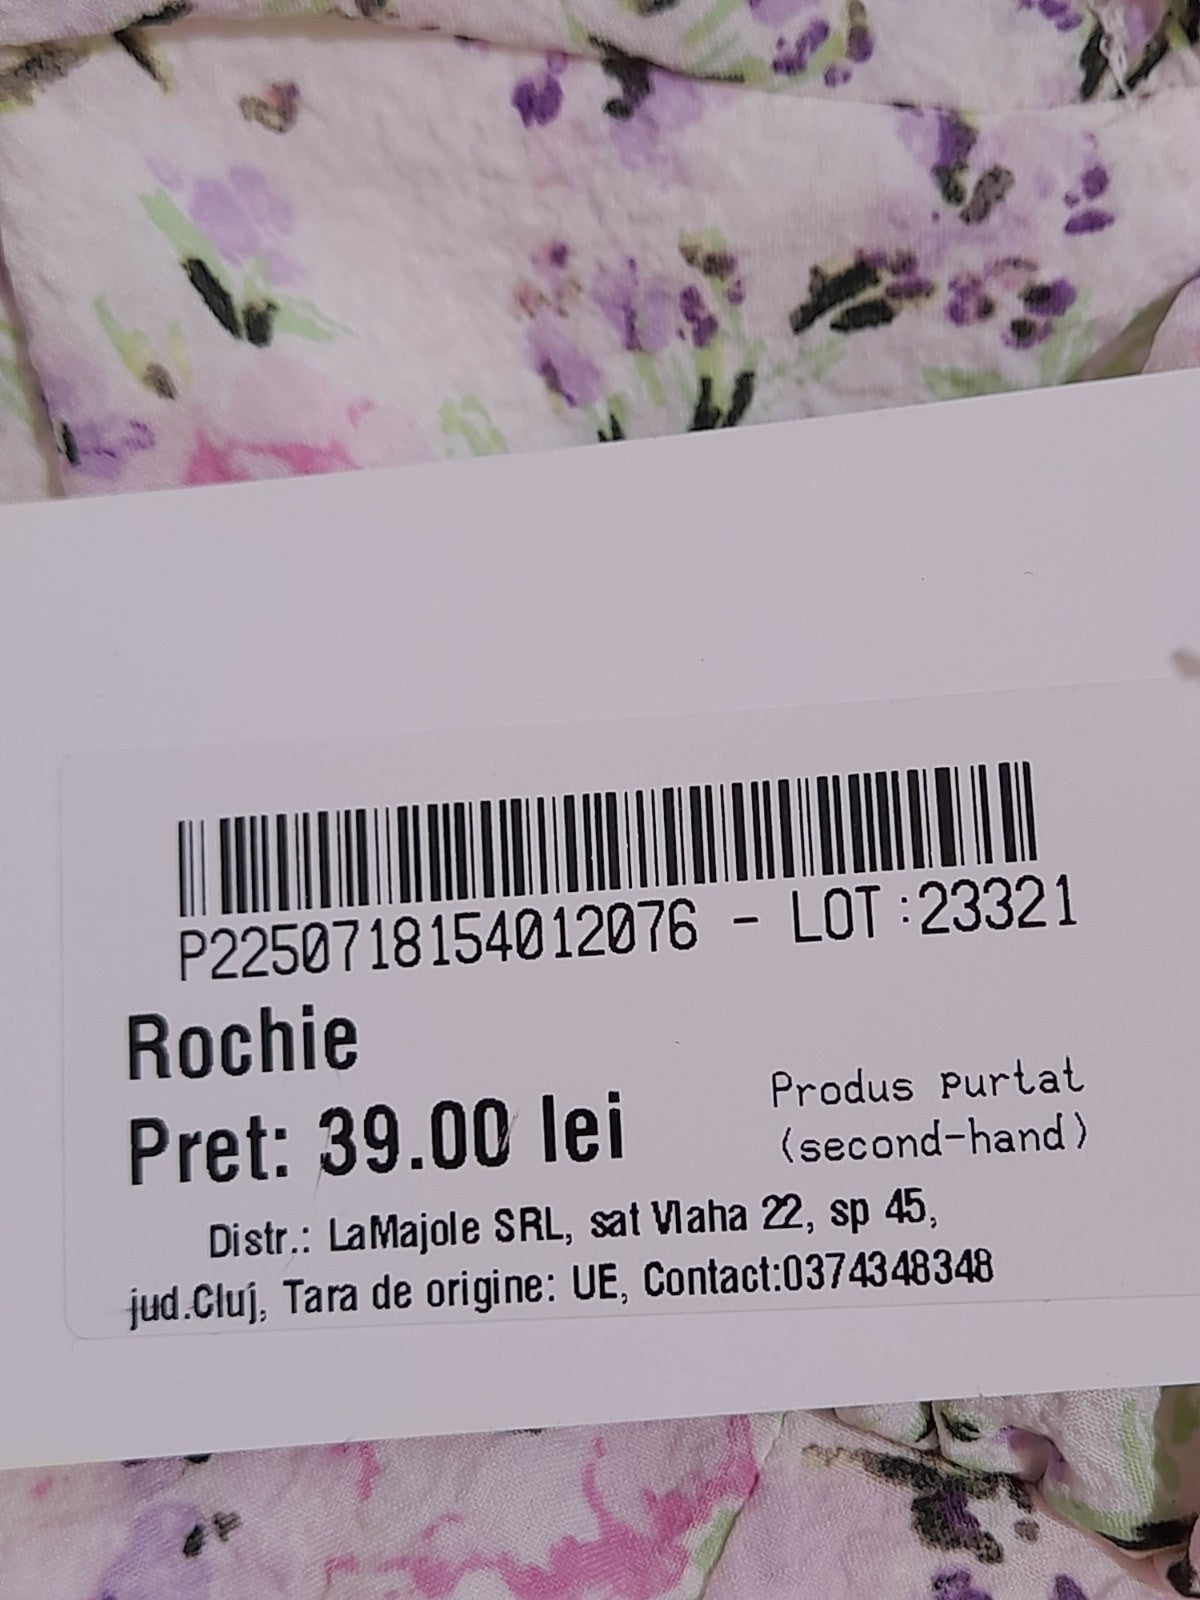 P2250718154012076 - LOT:23321
Rochie
Pret: 39.00 lei
Produs purtat
(second-hand)
Distr.: LaMajole SRL, sat Vlaha 22, sp 45,
jud.Cluj, Tara de origine: UE, Contact:0374348348